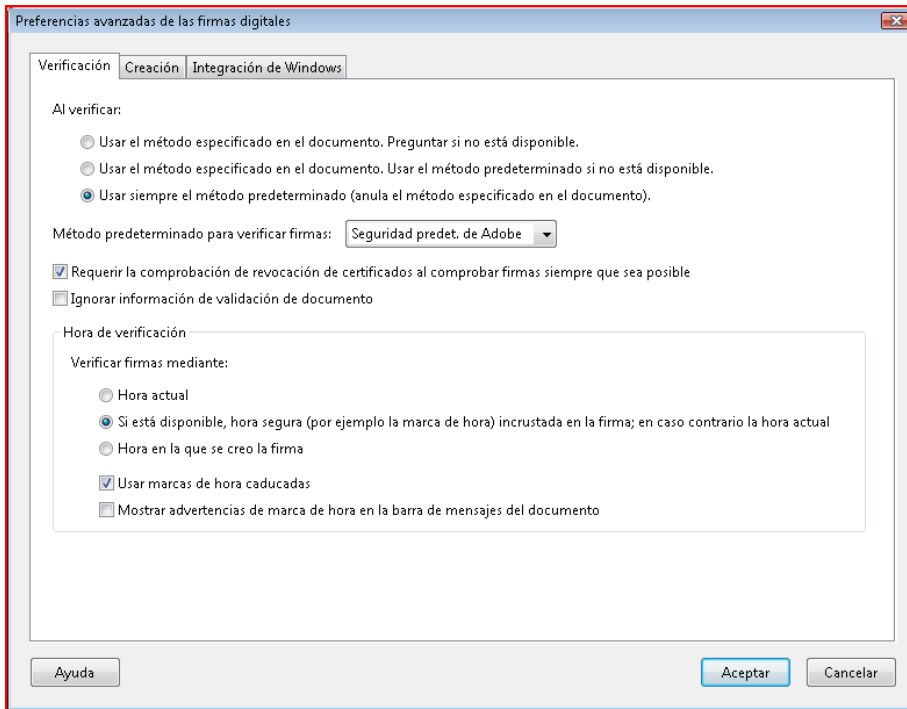 Preferencias avanzadas de las firmas digitales
Verificación Creación Integración de Windows
Al verificar:
Usar el método especificado en el documento. Preguntar si no está disponible.
Usar el método especificado en el documento. Usar el método predeterminado si no está disponible.
Usar siempre el método predeterminado (anula el método especificado en el documento).
Método predeterminado para verificar firmas: Seguridad predet. de Adobe
Requerir la comprobación de revocación de certificados al comprobar firmas siempre que sea posible
Ignorar información de validación de documento
Hora de verificación
Verificar firmas mediante:
Hora actual
Si está disponible, hora segura (por ejemplo la marca de hora) incrustada en la firma; en caso contrario la hora actual
Hora en la que se creo la firma
Usar marcas de hora caducadas
Mostrar advertencias de marca de hora en la barra de mensajes del documento
Ayuda Aceptar Cancelar